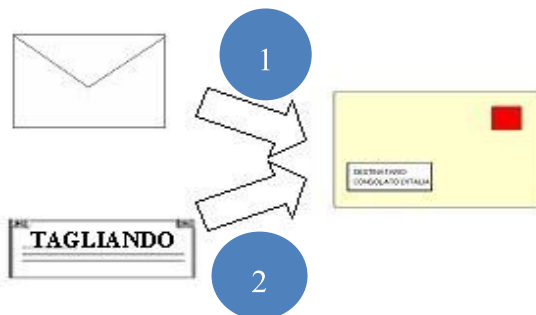 1
DESTINATARIO
CONSOLATO D'ITALIA
TAGLIANDO
2